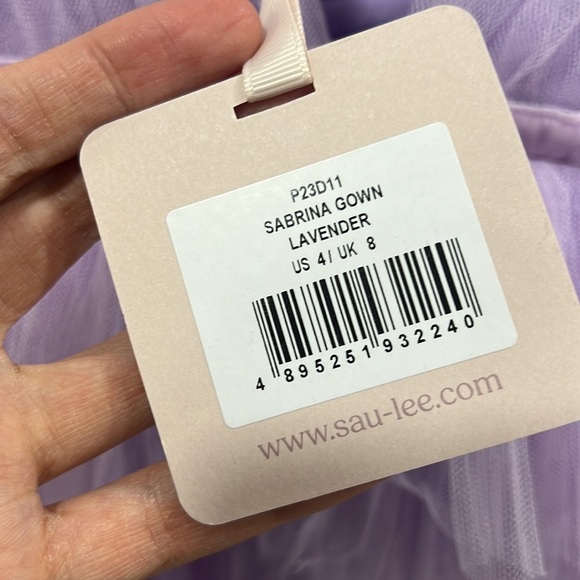 P23D11
SABRINA GOWN
LAVENDER
US 4/ UK 8
4 895251 932240
www.sau-lee.com